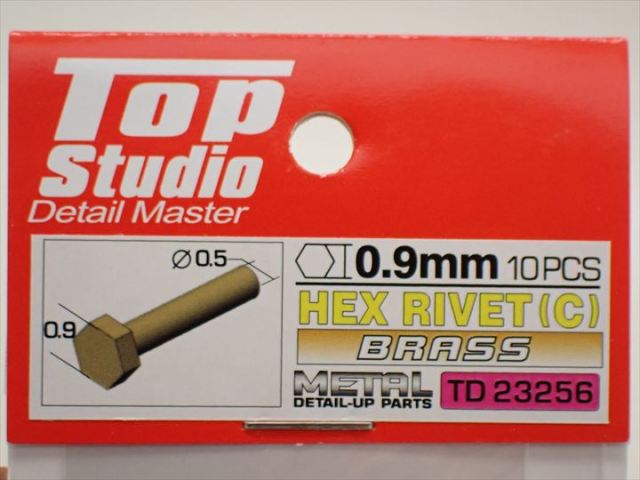 Top
Studio
Detail Master
Ø 0.5
0.9
0.9mm 10PCS
HEX RIVET (C)
BRASS
METAL
DETAIL-UP PARTS
TD 23256